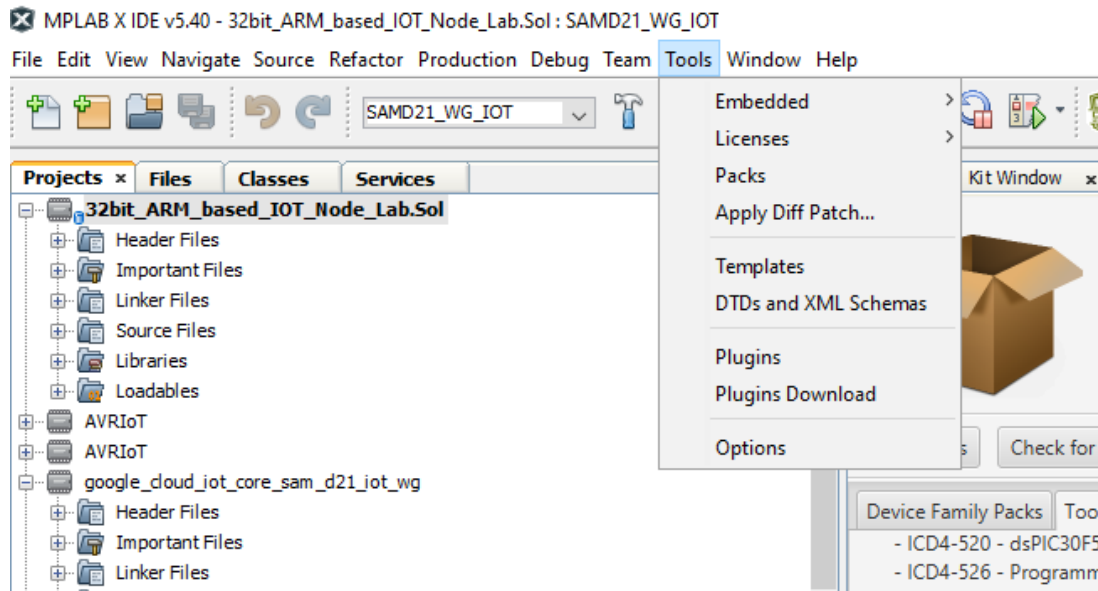 MPLAB X IDE v5.40 - 32bit_ARM_based_IOT_Node_Lab.Sol : SAMD21_WG_IOT
File Edit View Navigate Source Refactor Production Debug Team Tools Window Help
SAMD21_WG_IOT
Embedded
Licenses
Packs
Apply Diff Patch...
Templates
DTDs and XML Schemas
Plugins
Plugins Download
Options
Projects x Files Classes Services
32bit_ARM_based_IOT_Node_Lab.Sol
Header Files
Important Files
Linker Files
Source Files
Libraries
Loadables
AVRIoT
AVRIoT
google_cloud_iot_core_sam_d21_iot_wg
Header Files
Important Files
Linker Files
Kit Window x
s Check for
Device Family Packs Too
- ICD4-520 - dsPIC30F5
- ICD4-526 - Programm